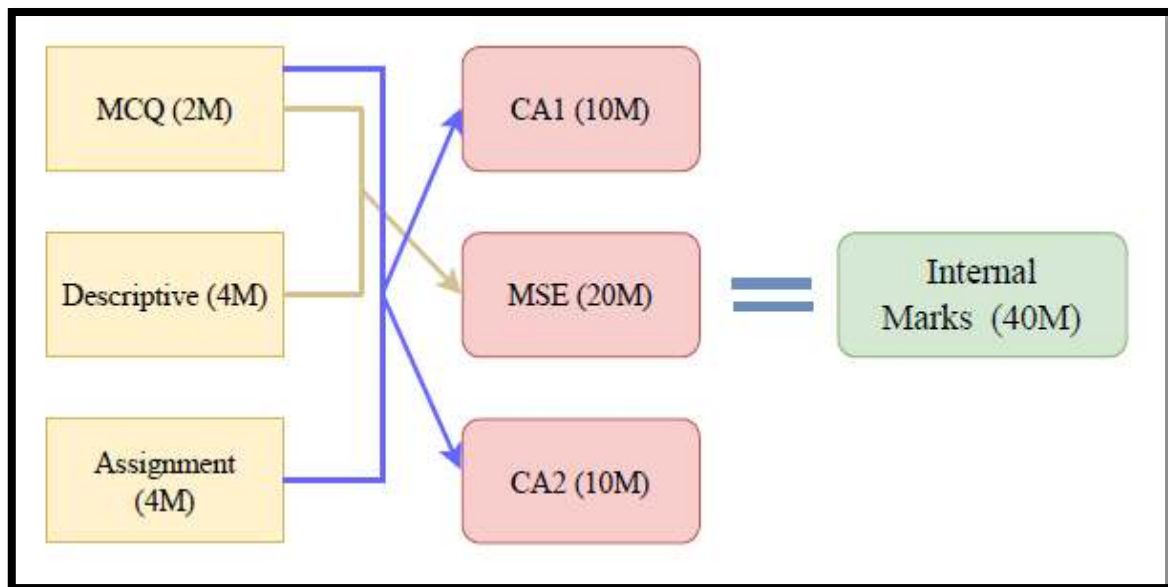 MCQ (2M)
Descriptive (4M)
Assignment
(4M)
CA1 (10M)
MSE (20M)
CA2 (10M)
Internal
Marks (40M)